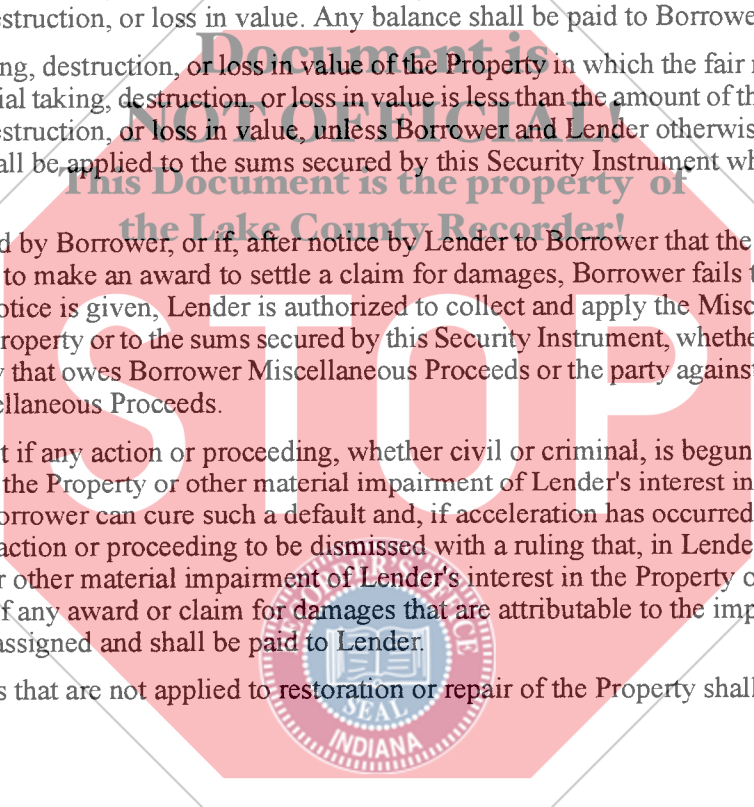 estruction, or loss in value. Any balance shall be paid to Borrowe
Document is
ng, destruction, or loss in value of the Property in which the fair
ial taking, destruction, or loss in value is less than the amount of th
NOT OFFICIAL!
estruction, or loss in value, unless Borrower and Lender otherwis
all be applied to the sums secured by this Security Instrument wh
This Document is the property of
the Lake County Recorder!
d by Borrower, or if, after notice by Lender to Borrower that the
to make an award to settle a claim for damages, Borrower fails t
otice is given, Lender is authorized to collect and apply the Misc
roperty or to the sums secured by this Security Instrument, whethe
y that owes Borrower Miscellaneous Proceeds or the party against
ellaneous Proceeds.
STOP
t if any action or proceeding, whether civil or criminal, is begun
the Property or other material impairment of Lender's interest in
orrower can cure such a default and, if acceleration has occurred
action or proceeding to be dismissed with a ruling that, in Lende
r other material impairment of Lender's interest in the Property o
f any award or claim for damages that are attributable to the imp
assigned and shall be paid to Lender.
s that are not applied to restoration or repair of the Property shall
RECORDER'S OFFICE
SEAL
INDIANA